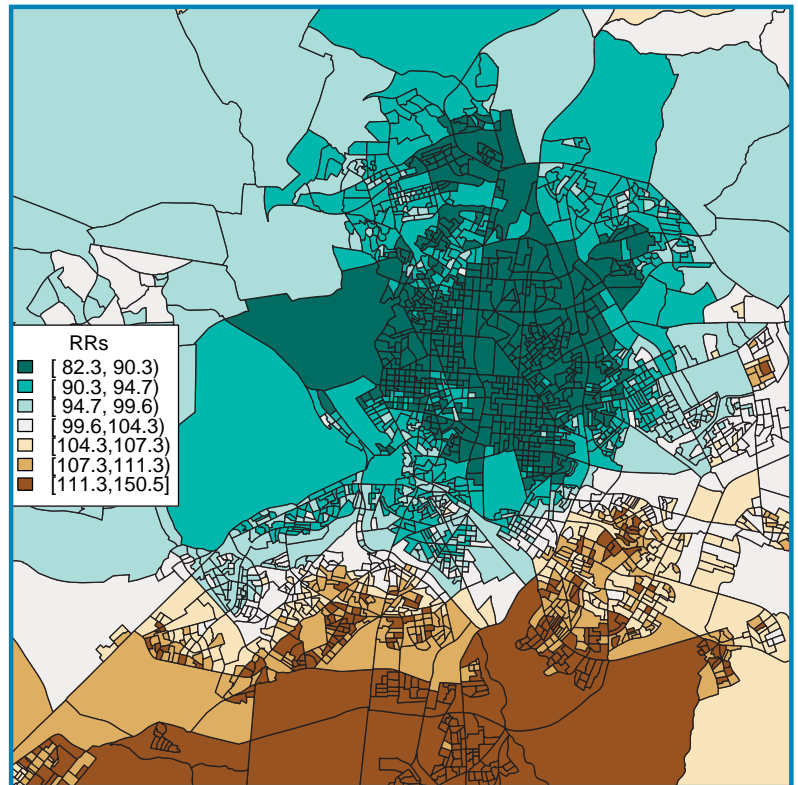 RRs
[ 82.3, 90.3)
[ 90.3, 94.7)
[ 94.7, 99.6)
[ 99.6,104.3)
[104.3,107.3)
[107.3,111.3)
[111.3,150.5]